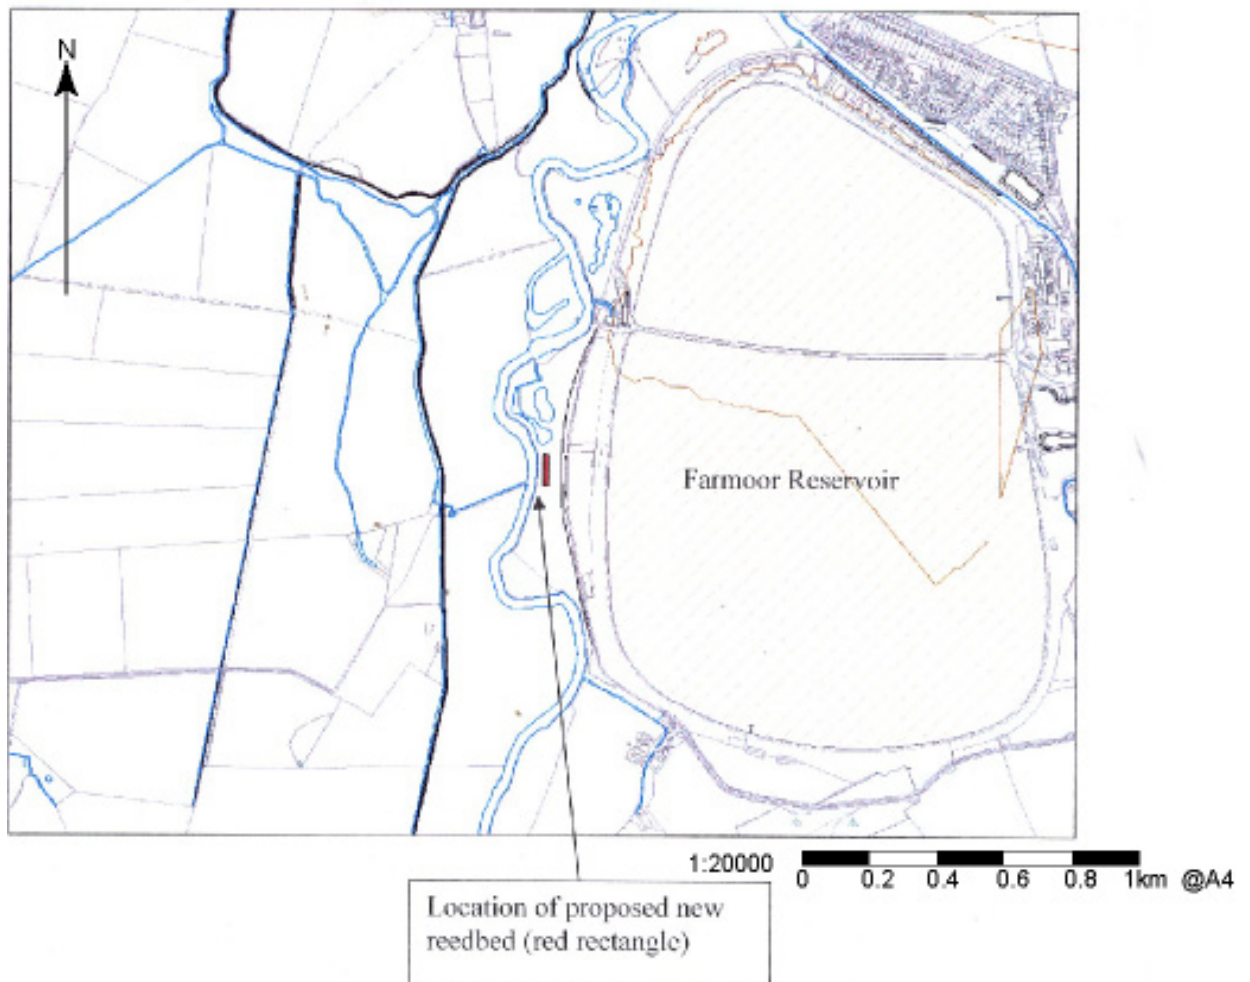 N
Farmoor Reservoir
1:20000
0 0.2 0.4 0.6 0.8 1km @A4
Location of proposed new
reedbed (red rectangle)